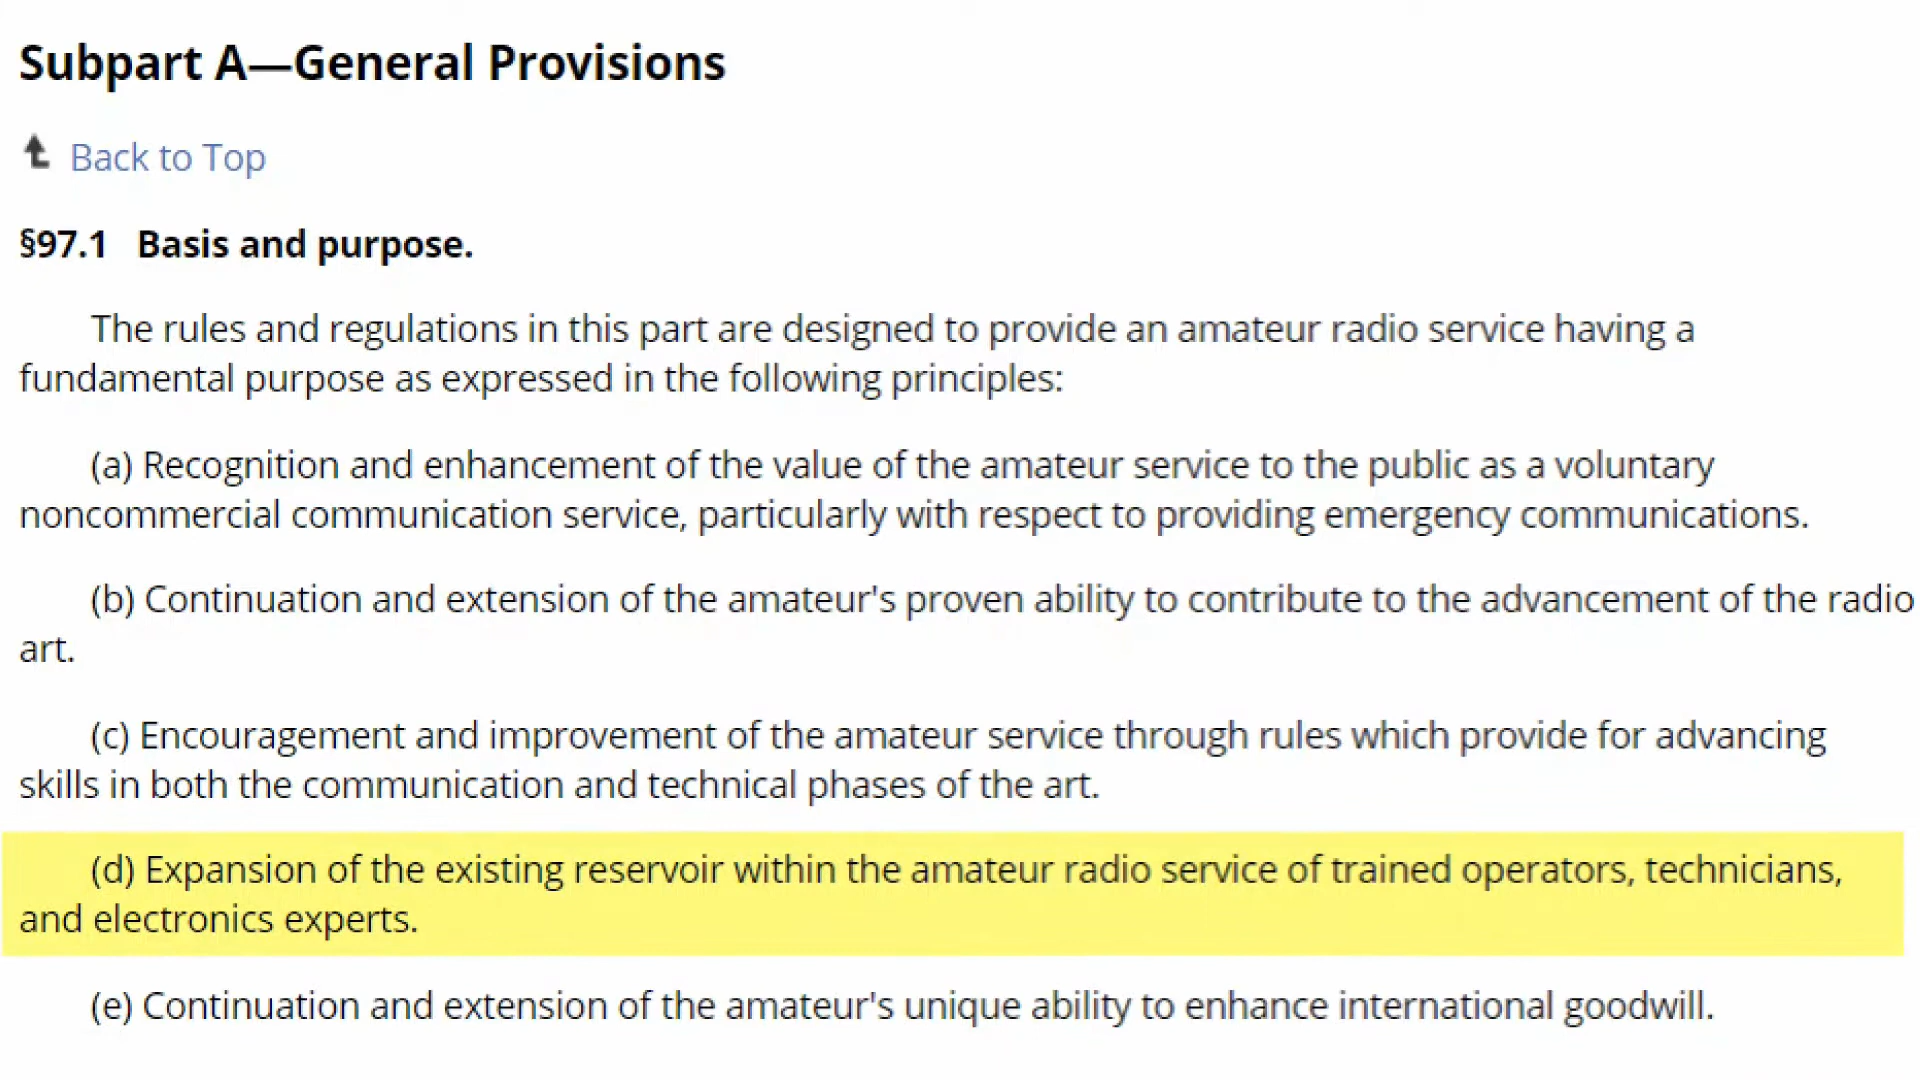 Subpart A—General Provisions
Back to Top
§97.1 Basis and purpose.
The rules and regulations in this part are designed to provide an amateur radio service having a
fundamental purpose as expressed in the following principles:
(a) Recognition and enhancement of the value of the amateur service to the public as a voluntary
noncommercial communication service, particularly with respect to providing emergency communications.
(b) Continuation and extension of the amateur's proven ability to contribute to the advancement of the radio
art.
(c) Encouragement and improvement of the amateur service through rules which provide for advancing
skills in both the communication and technical phases of the art.
(d) Expansion of the existing reservoir within the amateur radio service of trained operators, technicians,
and electronics experts.
(e) Continuation and extension of the amateur's unique ability to enhance international goodwill.